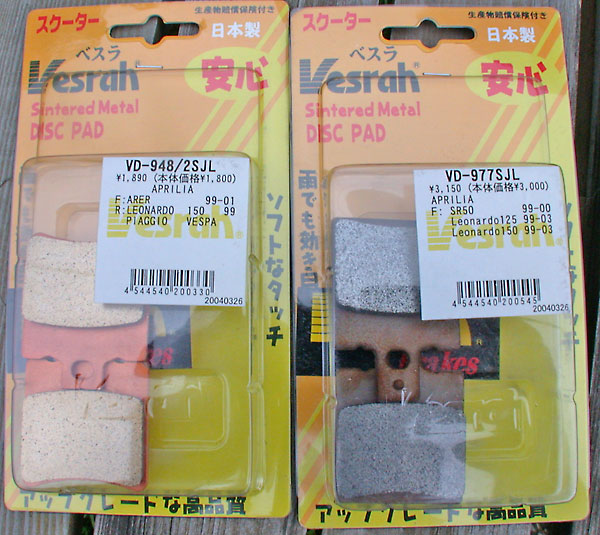 スクーター
生産物賠償保険付き
日本製
ベスラ
Vesrah®
安心
Sintered Metal
DISC PAD
VD-948/2SJL
¥1,890 (本体価格¥1,800)
APRILIA
F:ARER 99-01
R:LEONARDO 150 99
PIAGGIO VESPA
4 544540 200330
20040326
Vesrah
ソフトなタッチ
アップグレードな高品質
スクーター
生産物賠償保険付き
日本製
ベスラ
Vesrah®
安心
Sintered Metal
DISC PAD
VD-977SJL
¥3,150 (本体価格¥3,000)
APRILIA
F: SR50 99-00
Leonardo125 99-03
Leonardo150 99-03
4 544540 200545
20040326
Vesrah
雨でも効き
アップグレードな高品質